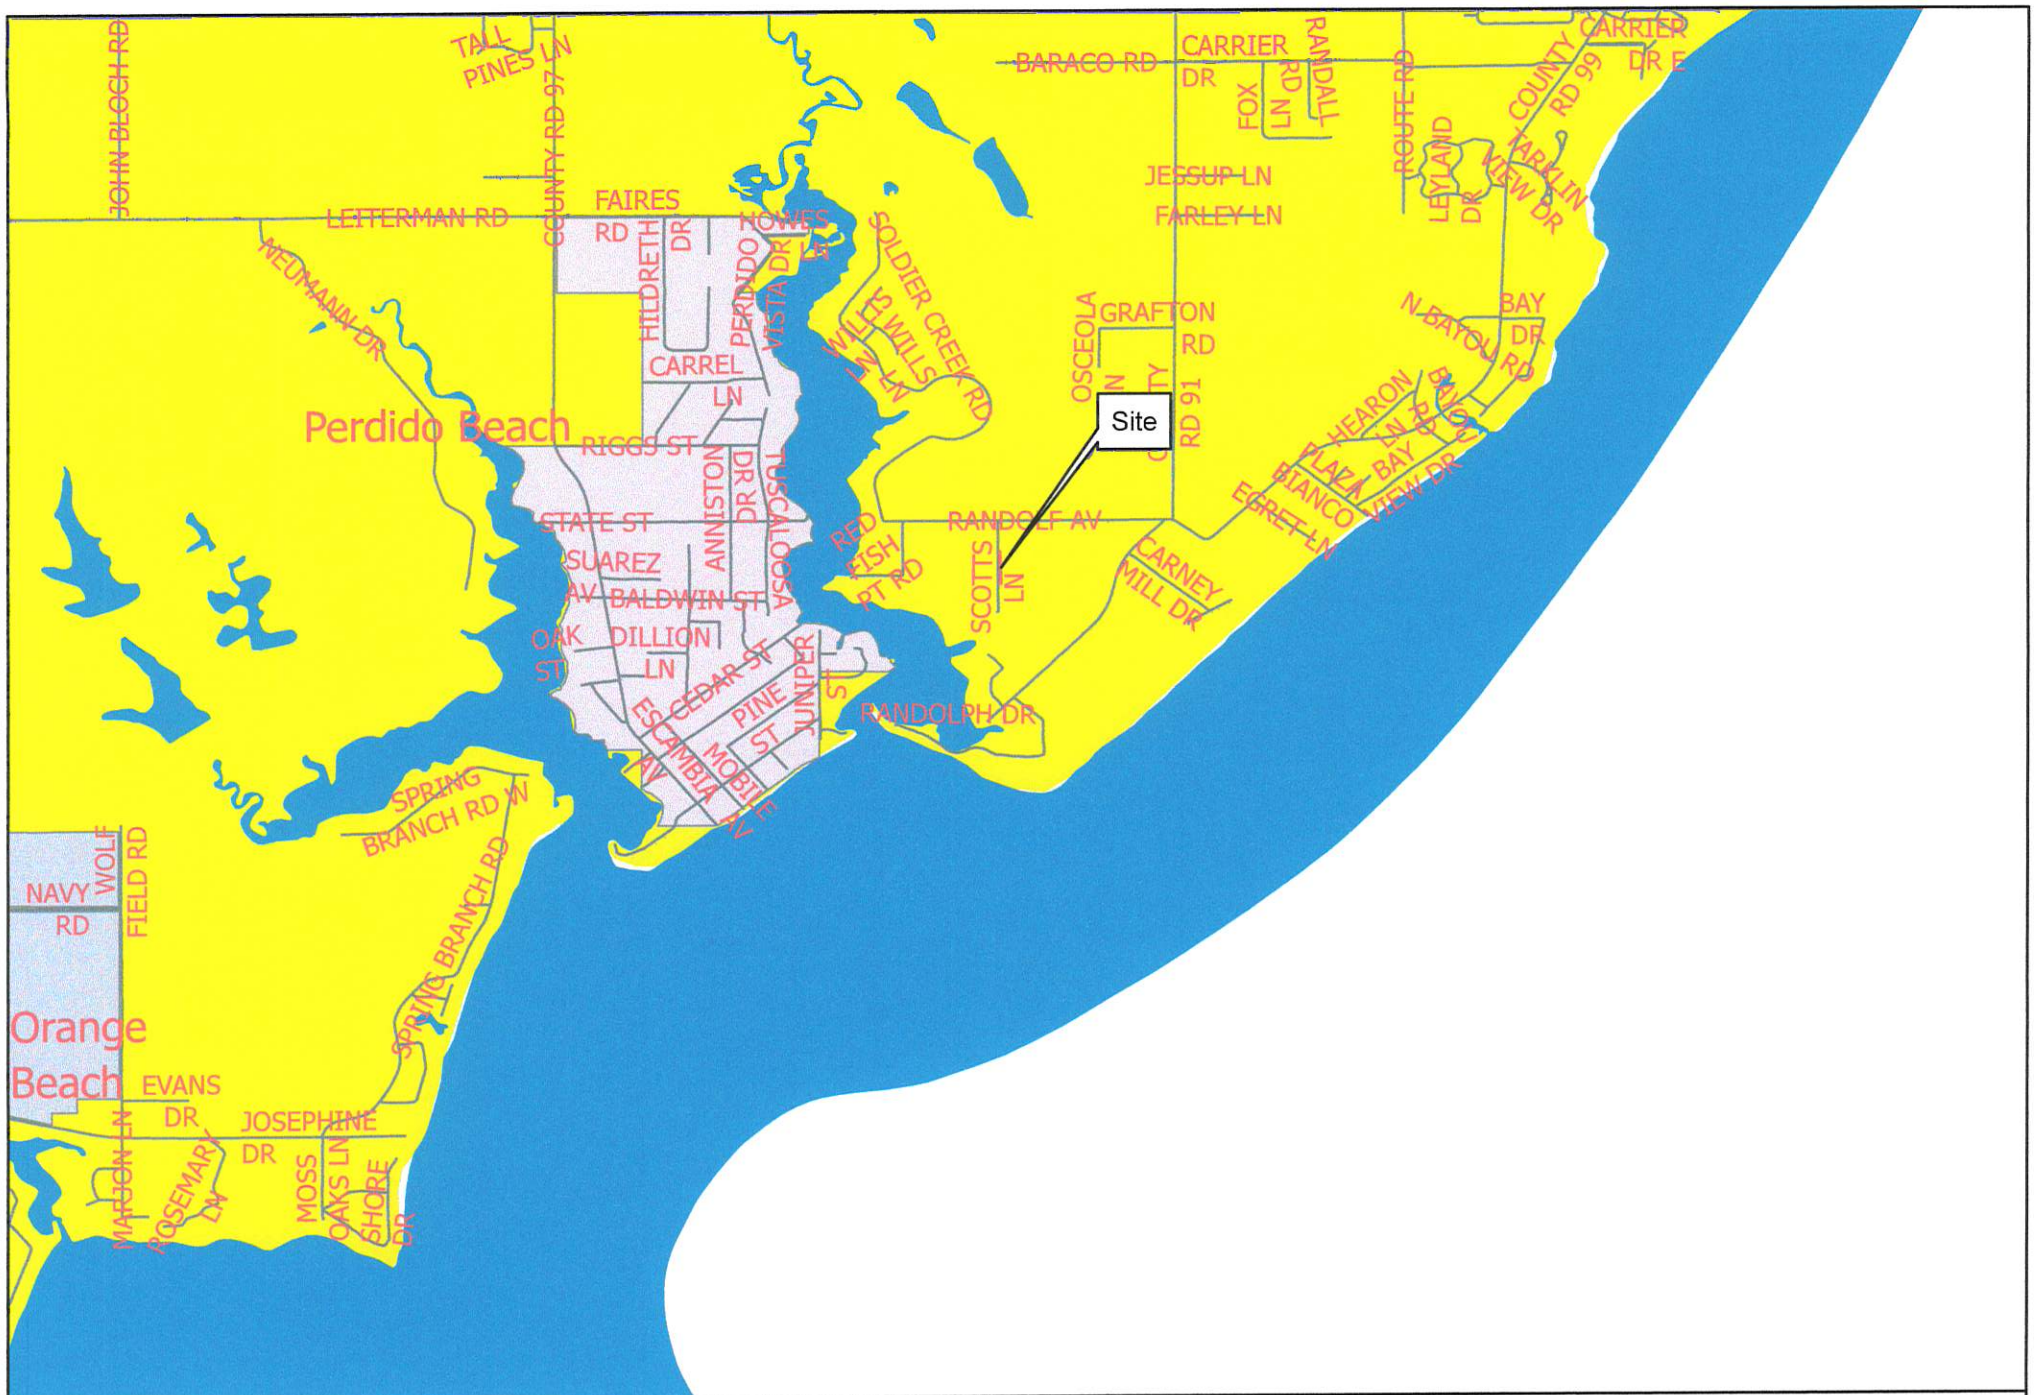 JOHN BLOCH RD
TALL
PINES LN
COUNTY RD 97
BARACO RD
CARRIER
DR
FOX
LN
RANDALL
RD
ROUTE RD
COUNTY
RD 99
CARRIER
DR E
JESSUP LN
FARLEY LN
LEYLAND
DR
YARKLIN
VIEW DR
LEITERMAN RD
FAIRES
RD
HILDRETH
DR
HOWES
LN
PERDIDO
VISTA DR
NEUMANN DR
SOLDIER CREEK RD
WILLIS
LN
WILLS
LN
OSCEOLA
LN
GRAFTON
RD
RD 91
N BAYOU RD
BAY
DR
CARREL
LN
Site
Perdido Beach
RIGGS ST
ANNISTON
DR
RD
TUSCALOOSA
HEARON
LN
BAYOU
RD
PLAZA
BIANCO
BAY
VIEW DR
EGRET LN
STATE ST
SUAREZ
AV
BALDWIN ST
RED
FISH
PT RD
RANDOLF AV
SCOTTS
LN
CARNEY
MILL DR
OAK
ST
DILLION
LN
CEDAR ST
JUNIPER
ST
PINE
ST
ESCAMBIA
AV
MOBILE
AV
RANDOLPH DR
SPRING
BRANCH RD W
SPRING BRANCH RD
WOLF
FIELD RD
NAVY
RD
Orange
Beach
EVANS
DR
JOSEPHINE
DR
MARJON LN
ROSEMARY
LN
MOSS
OAKS LN
SHORE
DR